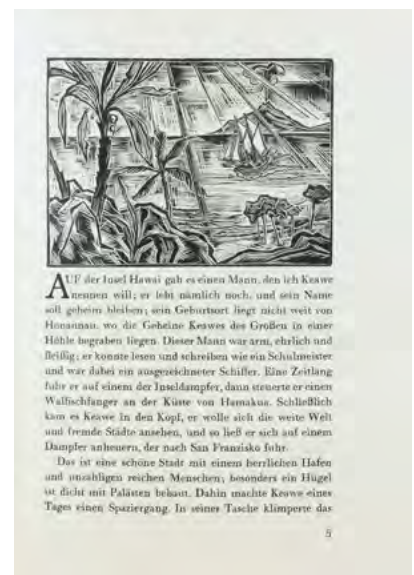 AUF der Insel Hawai gab es einen Mann, den ich Keawe
nennen will; er lebt nämlich noch, und sein Name
soll geheim bleiben; sein Geburtsort liegt nicht weit von
Honannau, wo die Gebeine Keawes des Großen in einer
Höhle begraben liegen. Dieser Mann war arm, ehrlich und
fleißig; er konnte lesen und schreiben wie ein Schulmeister
und war dabei ein ausgezeichneter Schiffer. Eine Zeitlang
fuhr er auf einem der Inseldampfer, dann steuerte er einen
Wallfischfänger an der Küste von Hamakua. Schließlich
kam es Keawe in den Kopf, er wolle sich die weite Welt
und fremde Städte ansehen, und so ließ er sich auf einem
Dampfer anheuern, der nach San Franzisko fuhr.
Das ist eine schöne Stadt mit einem herrlichen Hafen
und unzähligen reichen Menschen; besonders ein Hügel
ist dicht mit Palästen bebaut. Dahin machte Keawe eines
Tages einen Spaziergang. In seiner Tasche klimperte das
5